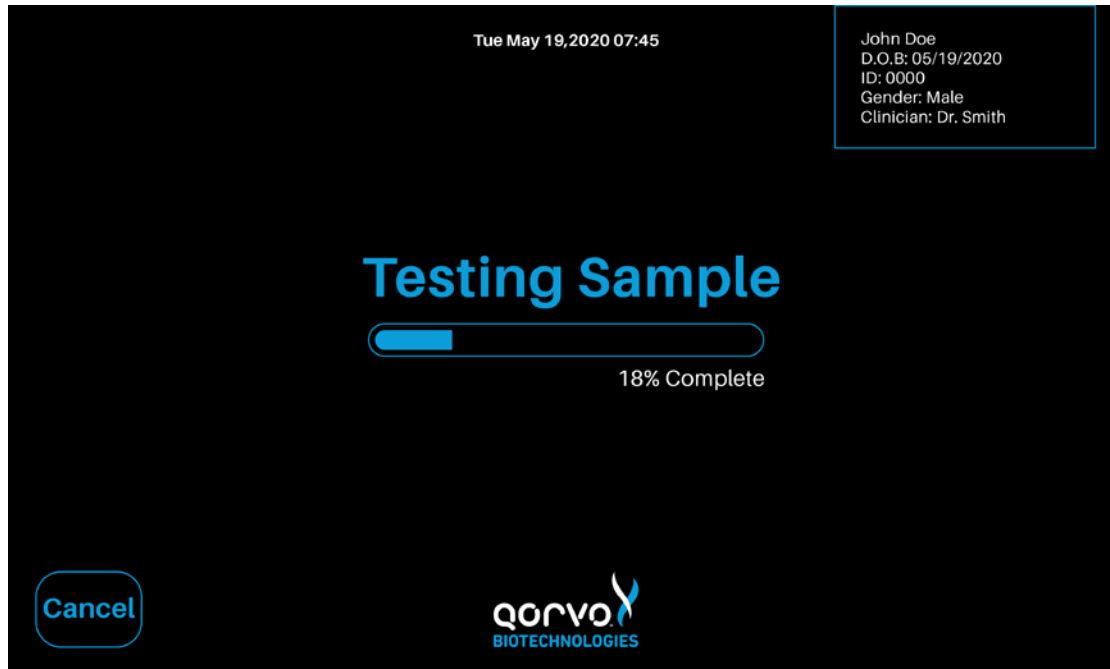 Tue May 19,2020 07:45
John Doe
D.O.B: 05/19/2020
ID: 0000
Gender: Male
Clinician: Dr. Smith
Testing Sample
18% Complete
Cancel
QORVO
BIOTECHNOLOGIES